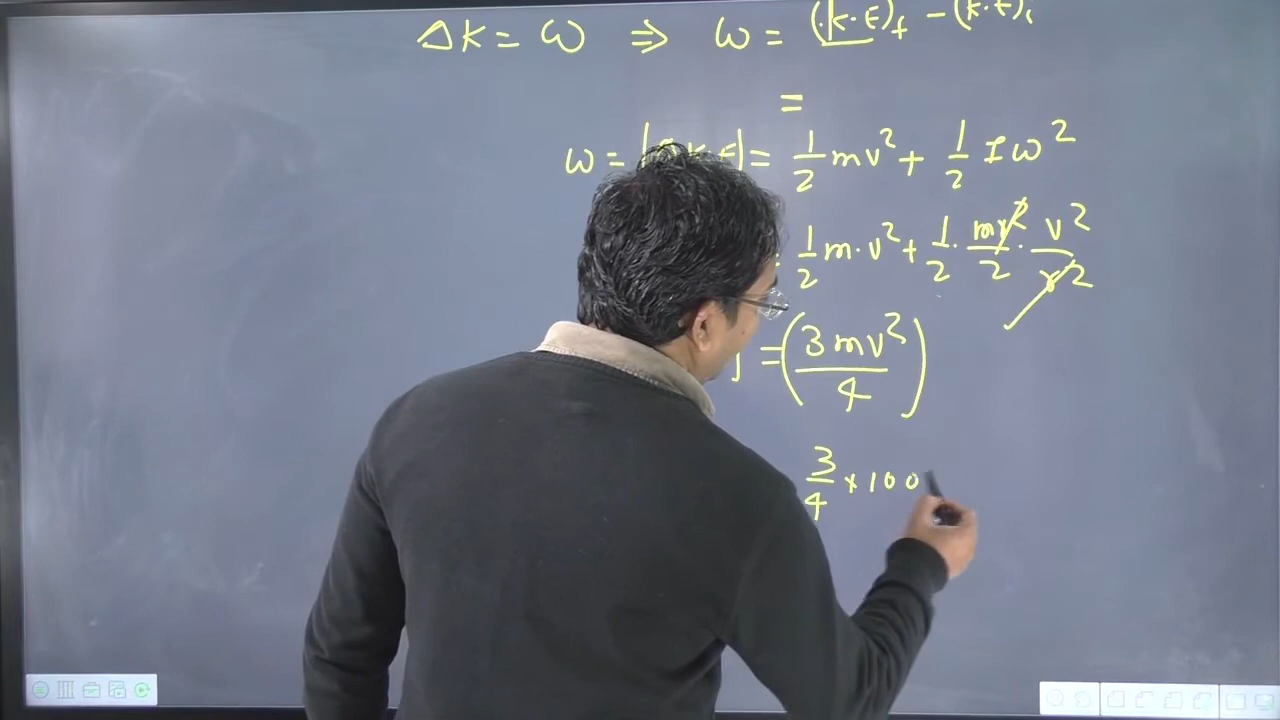 ΔK = W ⇒ W = (K.E)f - (K.E)i
=
W = |ΔK.E| = 1/2 mv² + 1/2 Iω²
1/2 m·v² + 1/2 · mr²/2 · v²/r²
= (3mv²/4)
3/4 × 100